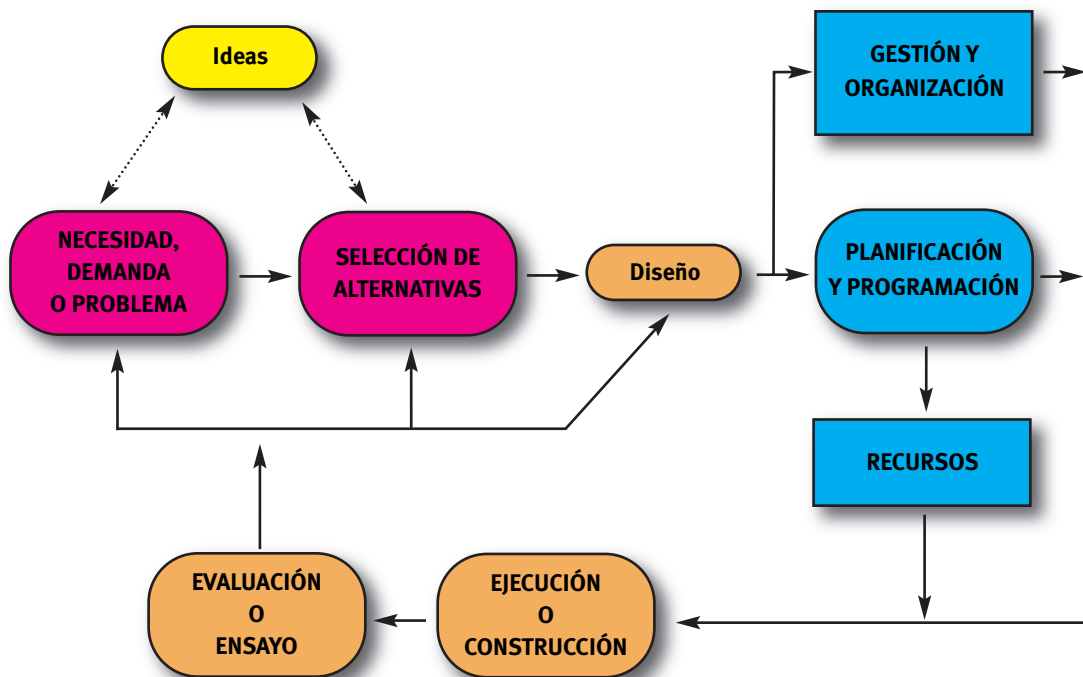 Ideas
GESTIÓN Y
ORGANIZACIÓN
NECESIDAD,
DEMANDA
O PROBLEMA
SELECCIÓN DE
ALTERNATIVAS
Diseño
PLANIFICACIÓN
Y PROGRAMACIÓN
RECURSOS
EVALUACIÓN
O
ENSAYO
EJECUCIÓN
O
CONSTRUCCIÓN